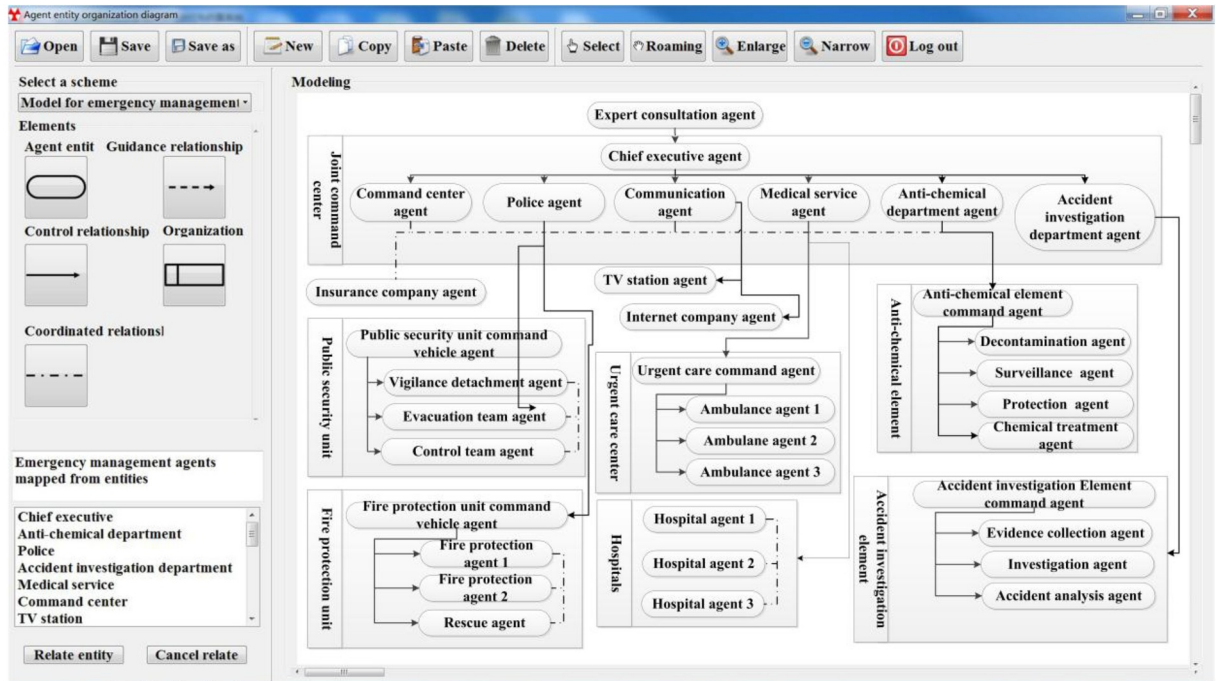 Agent entity organization diagram
Open
Save
Save as
New
Copy
Paste
Delete
Select
Roaming
Enlarge
Narrow
Log out
Select a scheme
Model for emergency management
Elements
Agent entit
Guidance relationship
Control relationship
Organization
Coordinated relationsl
Emergency management agents
mapped from entities
Chief executive
Anti-chemical department
Police
Accident investigation department
Medical service
Command center
TV station
Relate entity
Cancel relate
Modeling
Expert consultation agent
Joint command
center
Chief executive agent
Command center
agent
Police agent
Communication
agent
Medical service
agent
Anti-chemical
department agent
Accident
investigation
department agent
Insurance company agent
TV station agent
Internet company agent
Public security unit
Public security unit command
vehicle agent
Vigilance detachment agent
Evacuation team agent
Control team agent
Fire protection unit
Fire protection unit command
vehicle agent
Fire protection
agent 1
Fire protection
agent 2
Rescue agent
Urgent care center
Urgent care command agent
Ambulance agent 1
Ambulane agent 2
Ambulance agent 3
Hospitals
Hospital agent 1
Hospital agent 2
Hospital agent 3
Anti-chemical element
Anti-chemical element
command agent
Decontamination agent
Surveillance agent
Protection agent
Chemical treatment
agent
Accident investigation
element
Accident investigation Element
command agent
Evidence collection agent
Investigation agent
Accident analysis agent